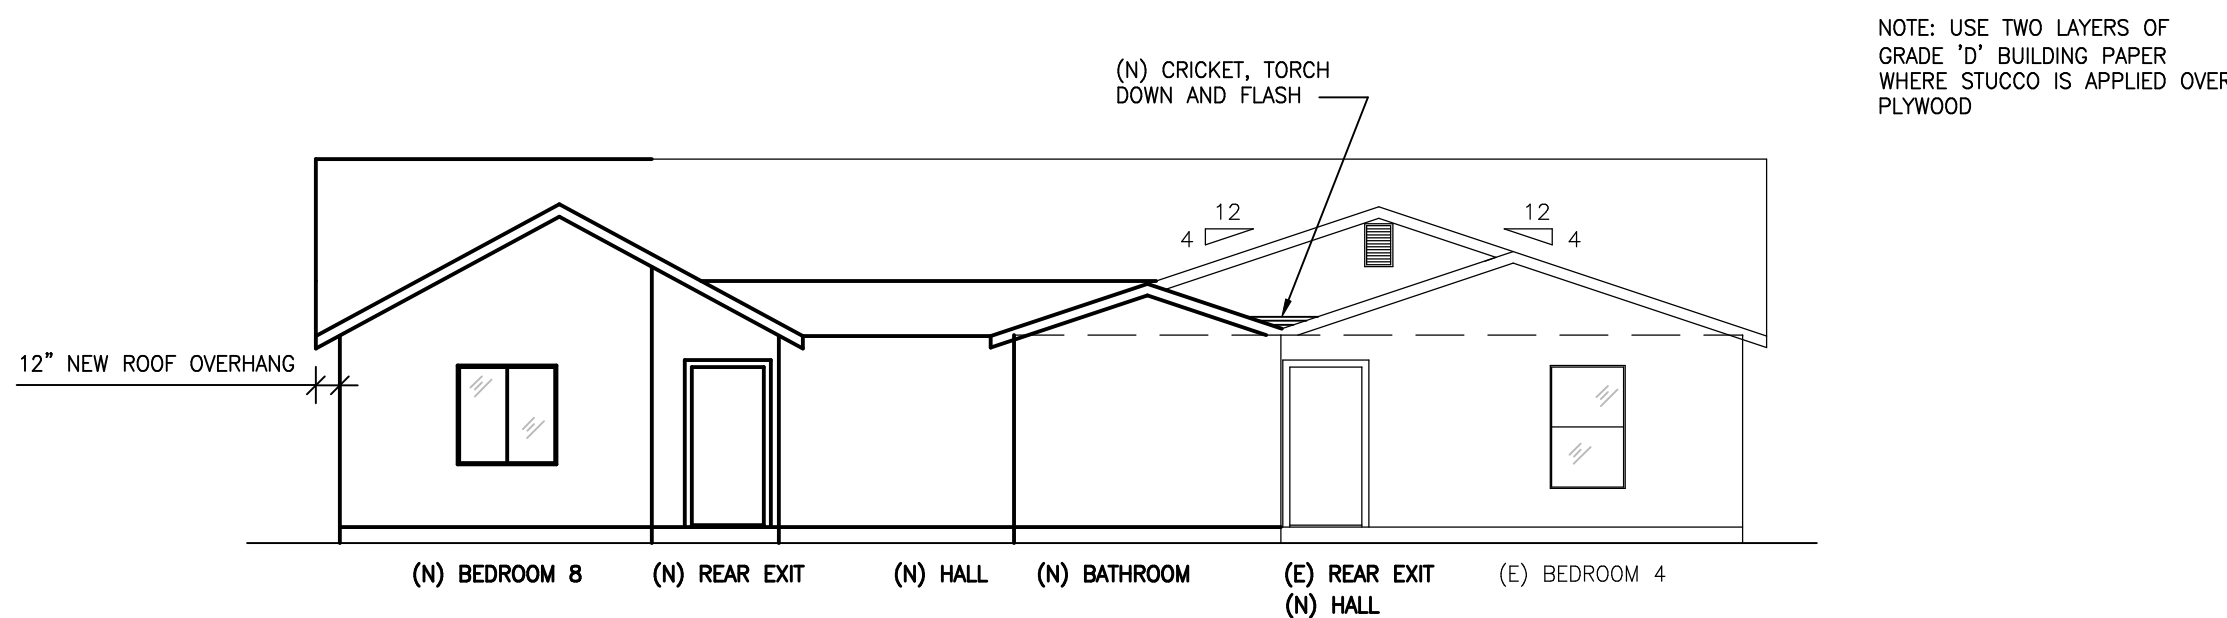 NOTE: USE TWO LAYERS OF
GRADE 'D' BUILDING PAPER
WHERE STUCCO IS APPLIED OVER
PLYWOOD
(N) CRICKET, TORCH
DOWN AND FLASH
12
4
12
4
12" NEW ROOF OVERHANG
(N) BEDROOM 8
(N) REAR EXIT
(N) HALL
(N) BATHROOM
(E) REAR EXIT
(N) HALL
(E) BEDROOM 4